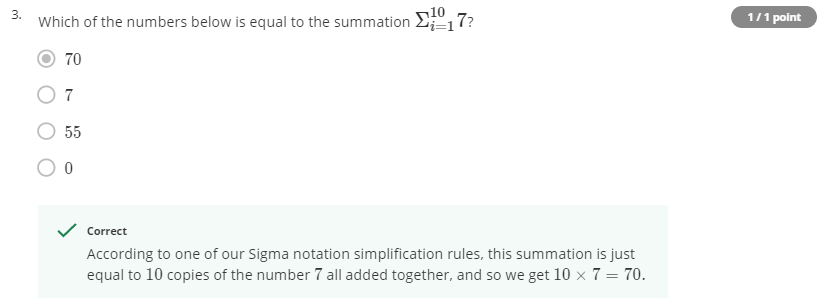 3. Which of the numbers below is equal to the summation $\Sigma_{i=1}^{10} 7$?
1 / 1 point
70
7
55
0
Correct
According to one of our Sigma notation simplification rules, this summation is just
equal to 10 copies of the number 7 all added together, and so we get 10 × 7 = 70.